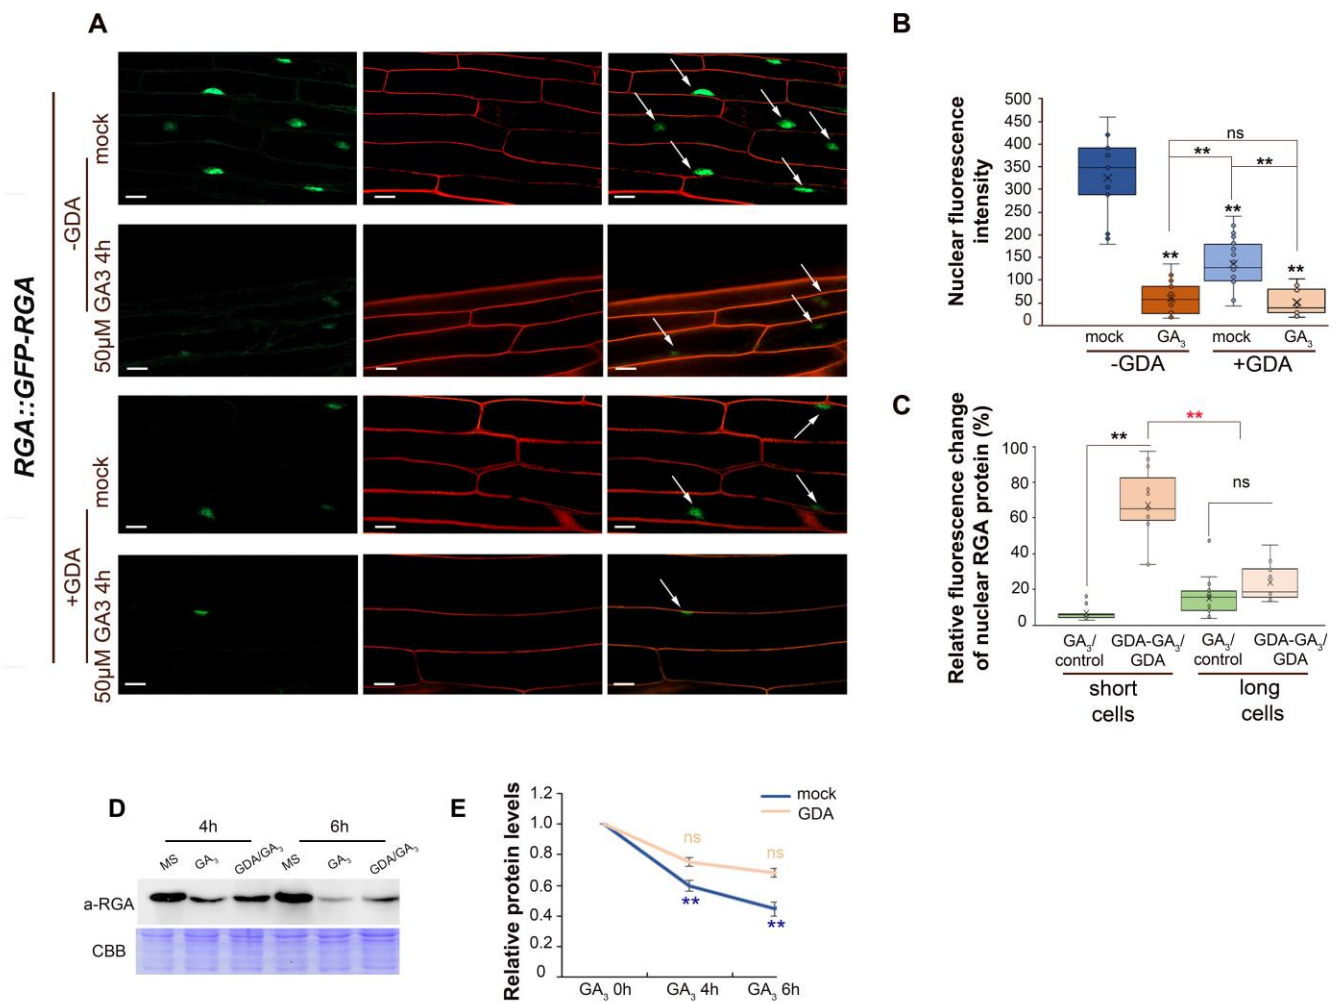 A
RGA::GFP-RGA
-GDA
+GDA
mock
50µM GA3 4h
mock
50µM GA3 4h
B
Nuclear fluorescence
intensity
500
450
400
350
300
250
200
150
100
50
0
ns
**
**
**
**
**
mock
GA3
mock
GA3
-GDA
+GDA
C
Relative fluorescence change
of nuclear RGA protein (%)
100
80
60
40
20
0
**
**
ns
GA3/
control
GDA-GA3/
GDA
GA3/
control
GDA-GA3/
GDA
short
cells
long
cells
D
4h
6h
MS
GA3
GDA/GA3
MS
GA3
GDA/GA3
a-RGA
CBB
E
Relative protein levels
1.2
1.0
0.8
0.6
0.4
0.2
0
mock
GDA
ns
ns
**
**
GA3 0h
GA3 4h
GA3 6h